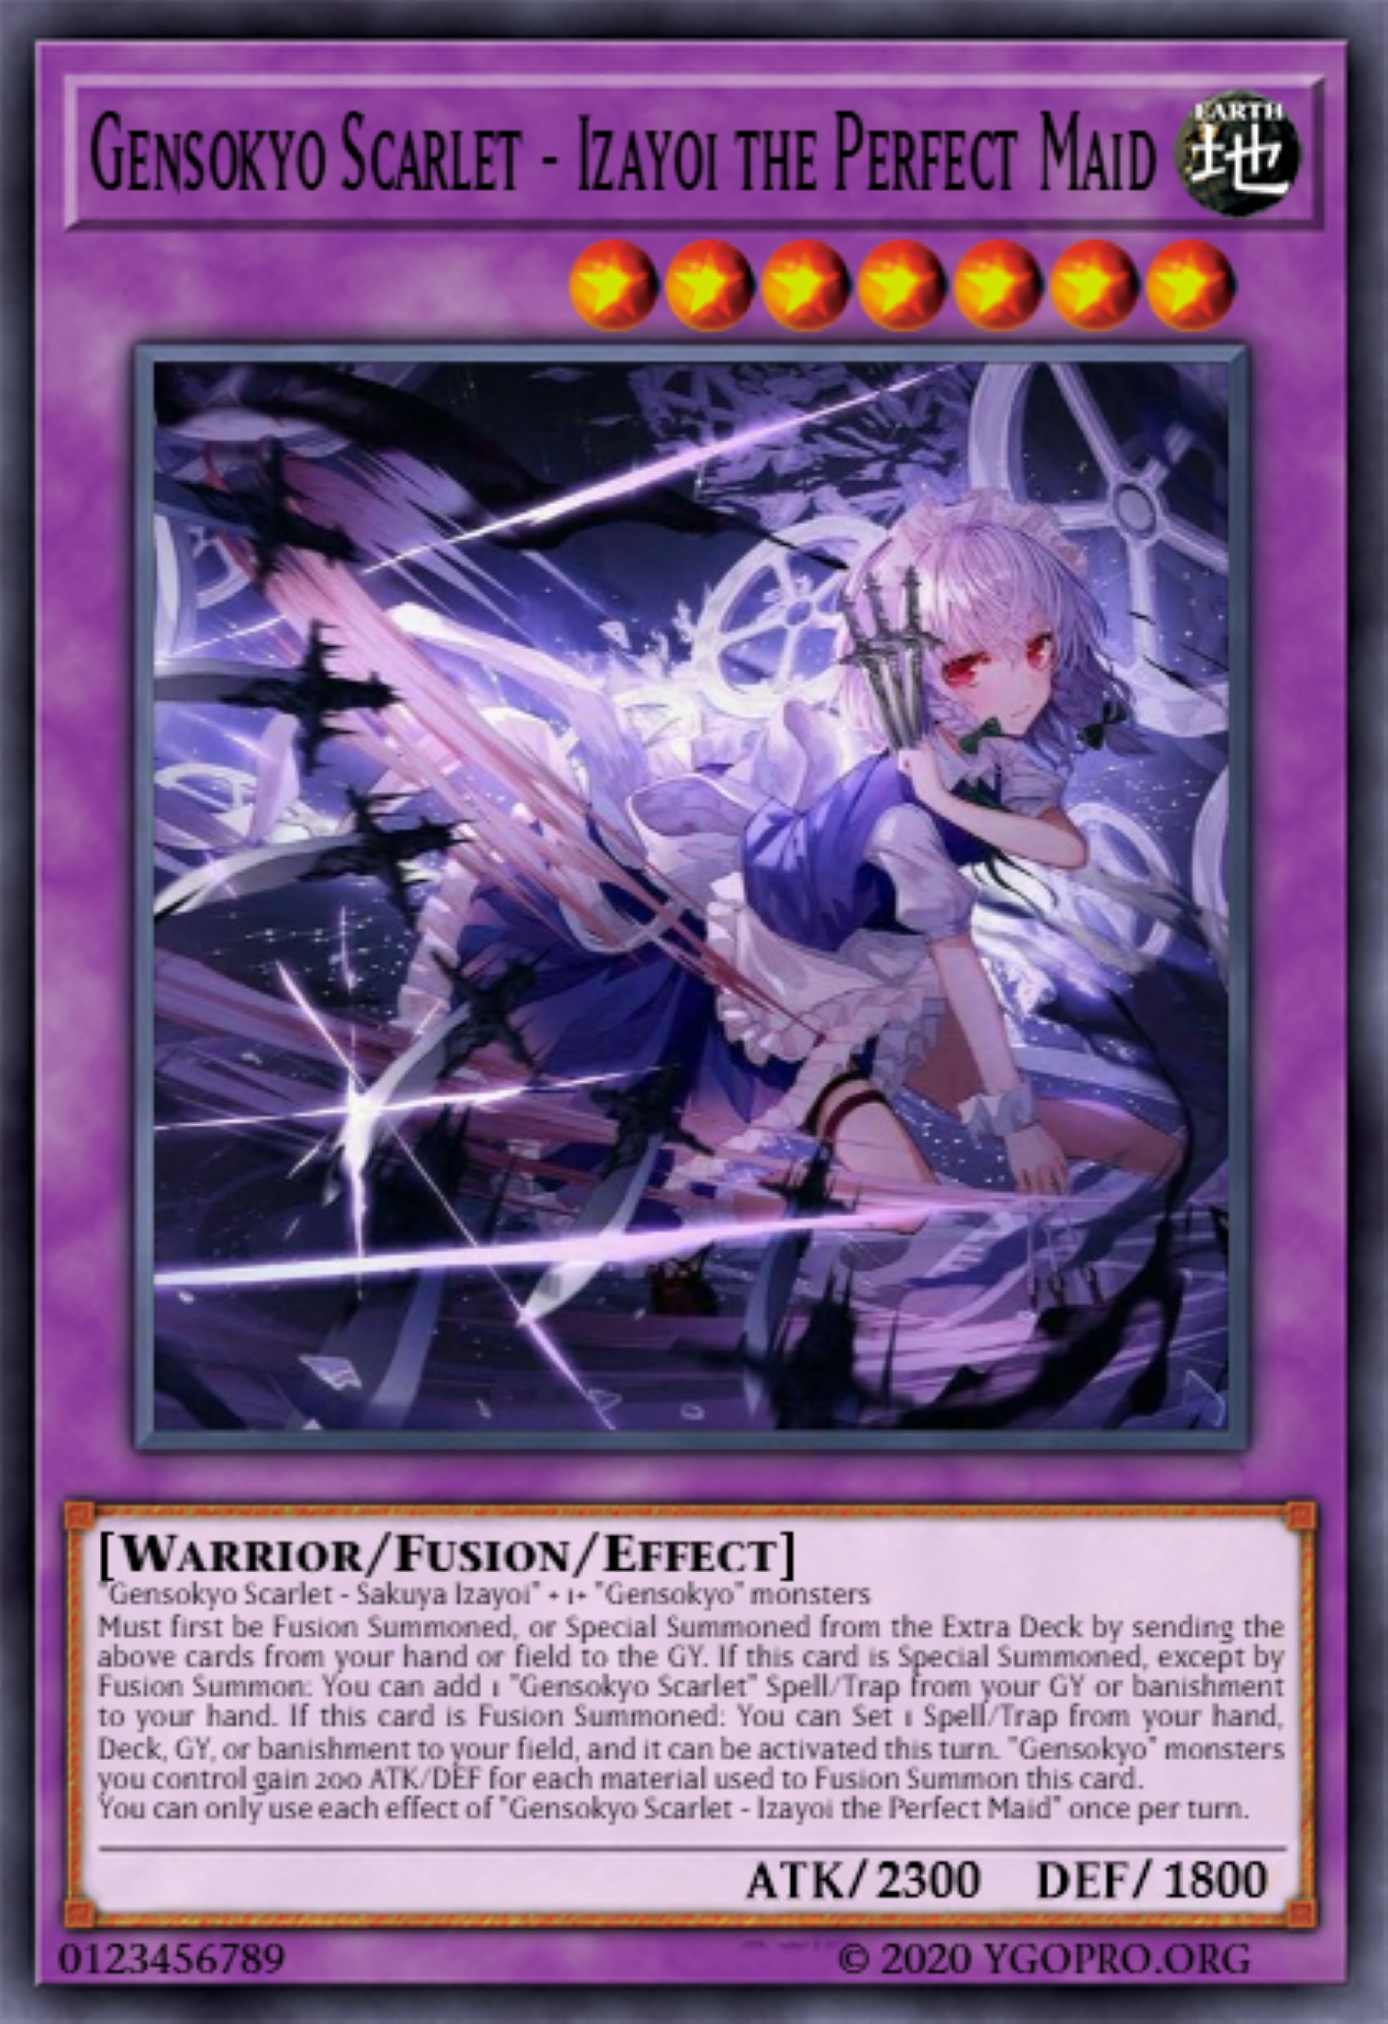 GENSOKYO SCARLET - IZAYOI THE PERFECT MAID
EARTH
地
[WARRIOR/FUSION/EFFECT]
"Gensokyo Scarlet - Sakuya Izayoi" + 1+ "Gensokyo" monsters
Must first be Fusion Summoned, or Special Summoned from the Extra Deck by sending the
above cards from your hand or field to the GY. If this card is Special Summoned, except by
Fusion Summon: You can add 1 "Gensokyo Scarlet" Spell/Trap from your GY or banishment
to your hand. If this card is Fusion Summoned: You can Set 1 Spell/Trap from your hand,
Deck, GY, or banishment to your field, and it can be activated this turn. "Gensokyo" monsters
you control gain 200 ATK/DEF for each material used to Fusion Summon this card.
You can only use each effect of "Gensokyo Scarlet - Izayoi the Perfect Maid" once per turn.
ATK/2300 DEF/1800
0123456789 © 2020 YGOPRO.ORG